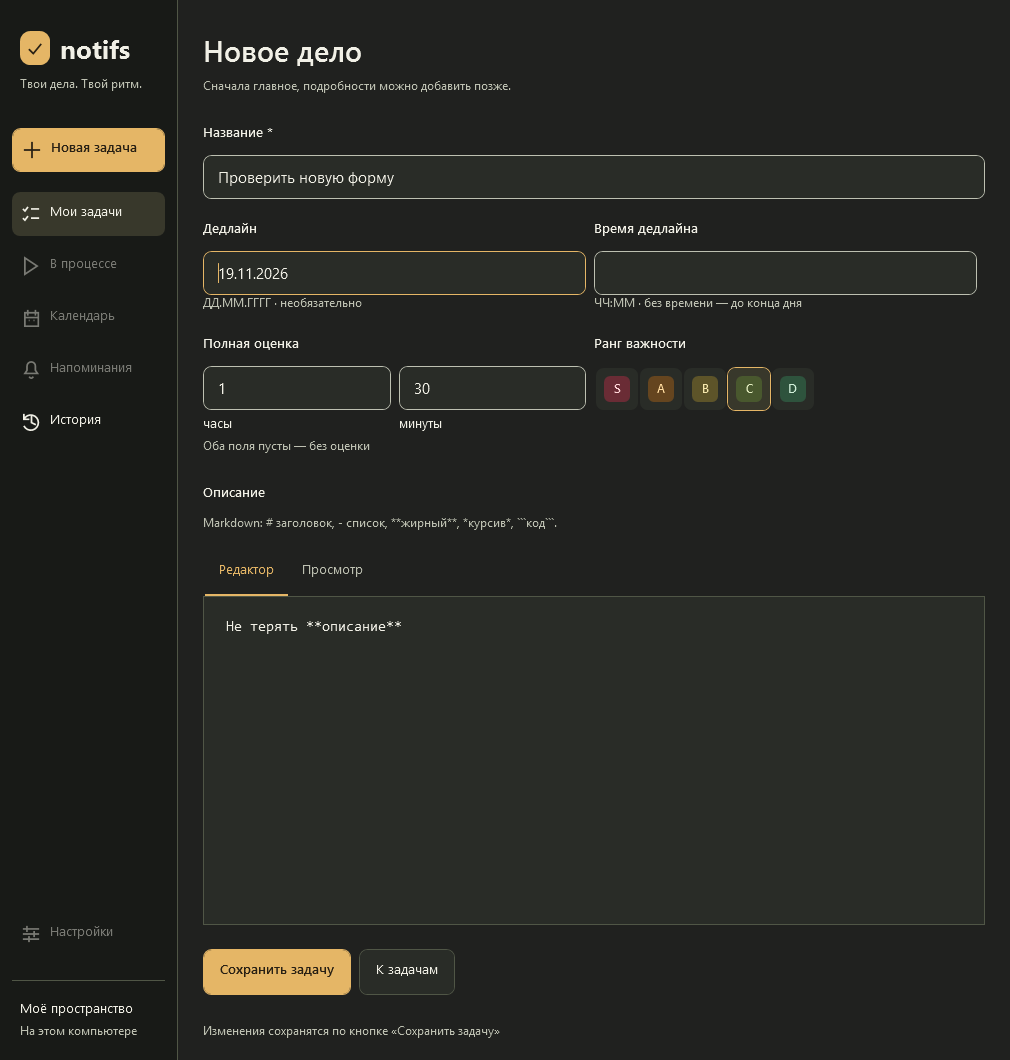 notifs
Твои дела. Твой ритм.
Новая задача
Мои задачи
В процессе
Календарь
Напоминания
История
Настройки
Моё пространство
На этом компьютере
Новое дело
Сначала главное, подробности можно добавить позже.
Название *
Проверить новую форму
Дедлайн
19.11.2026
ДД.ММ.ГГГГ · необязательно
Время дедлайна
ЧЧ:ММ · без времени — до конца дня
Полная оценка
1
30
часы
минуты
Оба поля пусты — без оценки
Ранг важности
S A B C D
Описание
Markdown: # заголовок, - список, **жирный**, *курсив*, ```код```.
Редактор
Просмотр
Не терять **описание**
Сохранить задачу
К задачам
Изменения сохранятся по кнопке «Сохранить задачу»